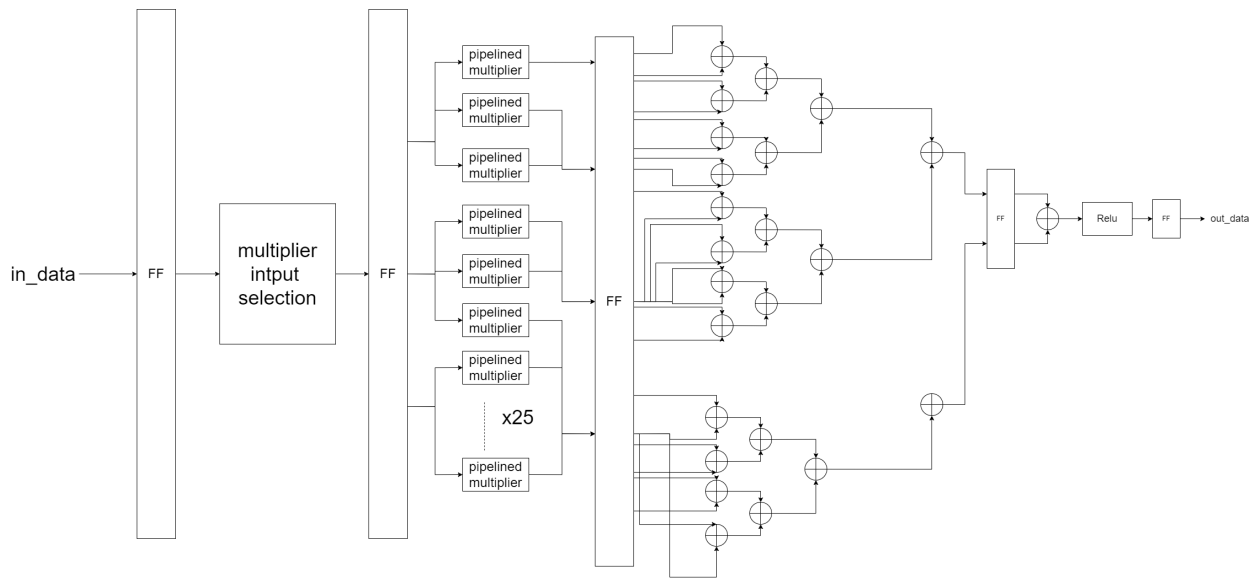 in_data
FF
multiplier
intput
selection
FF
pipelined
multiplier
pipelined
multiplier
pipelined
multiplier
pipelined
multiplier
pipelined
multiplier
pipelined
multiplier
pipelined
multiplier
x25
pipelined
multiplier
FF
FF
Relu
FF
out_data